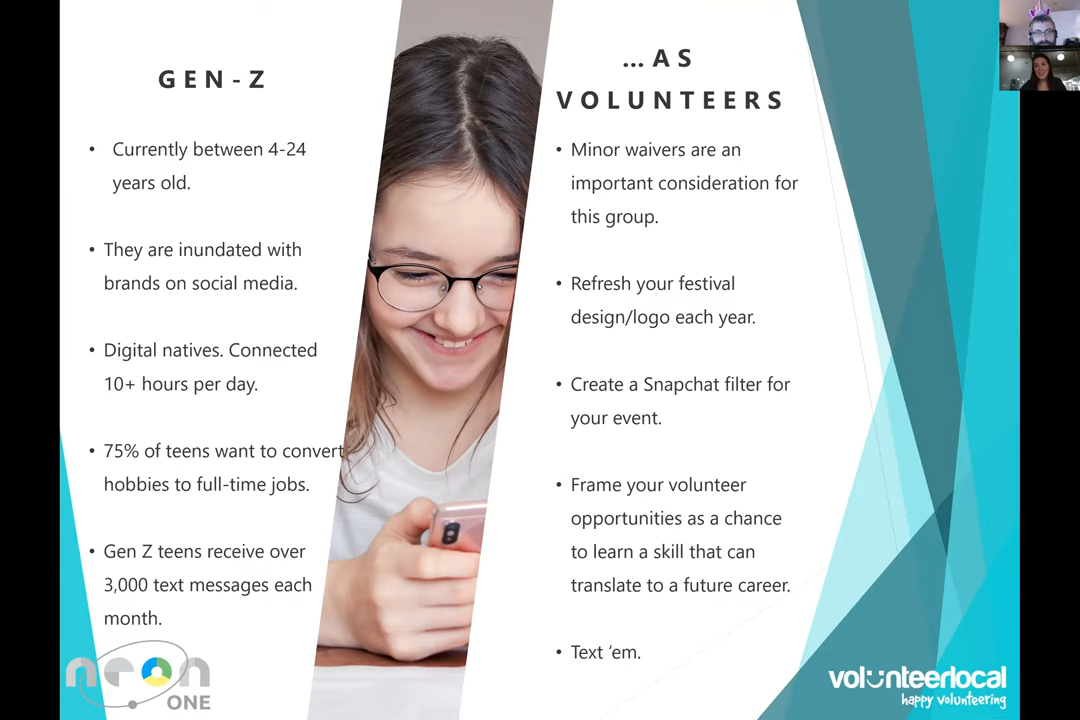 GEN-Z
• Currently between 4-24
years old.
• They are inundated with
brands on social media.
• Digital natives. Connected
10+ hours per day.
• 75% of teens want to convert
hobbies to full-time jobs.
• Gen Z teens receive over
3,000 text messages each
month.
neon
ONE
...AS
VOLUNTEERS
• Minor waivers are an
important consideration for
this group.
• Refresh your festival
design/logo each year.
• Create a Snapchat filter for
your event.
• Frame your volunteer
opportunities as a chance
to learn a skill that can
translate to a future career.
• Text ‘em.
volunteerlocal
happy volunteering